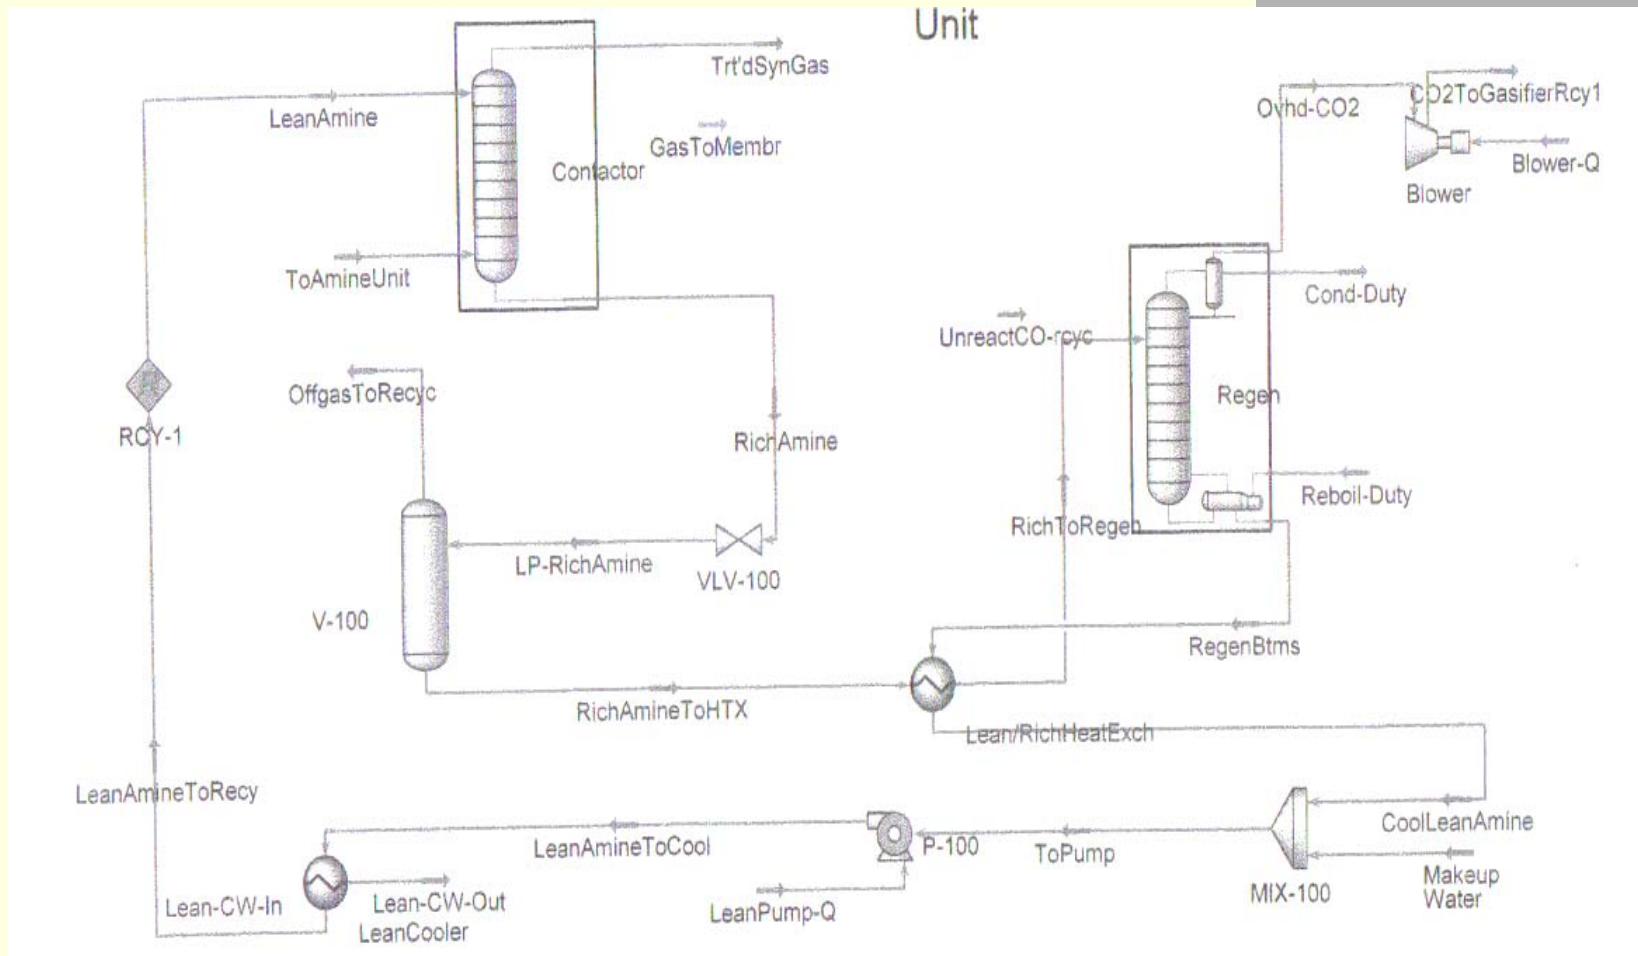 Unit
Trt'dSynGas
LeanAmine
GasToMembr
Contactor
ToAmineUnit
Ovhd-CO2
CO2ToGasifierRcy1
Blower-Q
Blower
Cond-Duty
UnreactCO-rcyc
Regen
Reboil-Duty
RichToRegen
OffgasToRecyc
RCY-1
RichAmine
LP-RichAmine
VLV-100
V-100
RegenBtms
RichAmineToHTX
Lean/RichHeatExch
LeanAmineToRecy
CoolLeanAmine
LeanAmineToCool
P-100
ToPump
MIX-100
Makeup
Water
Lean-CW-In
Lean-CW-Out
LeanCooler
LeanPump-Q